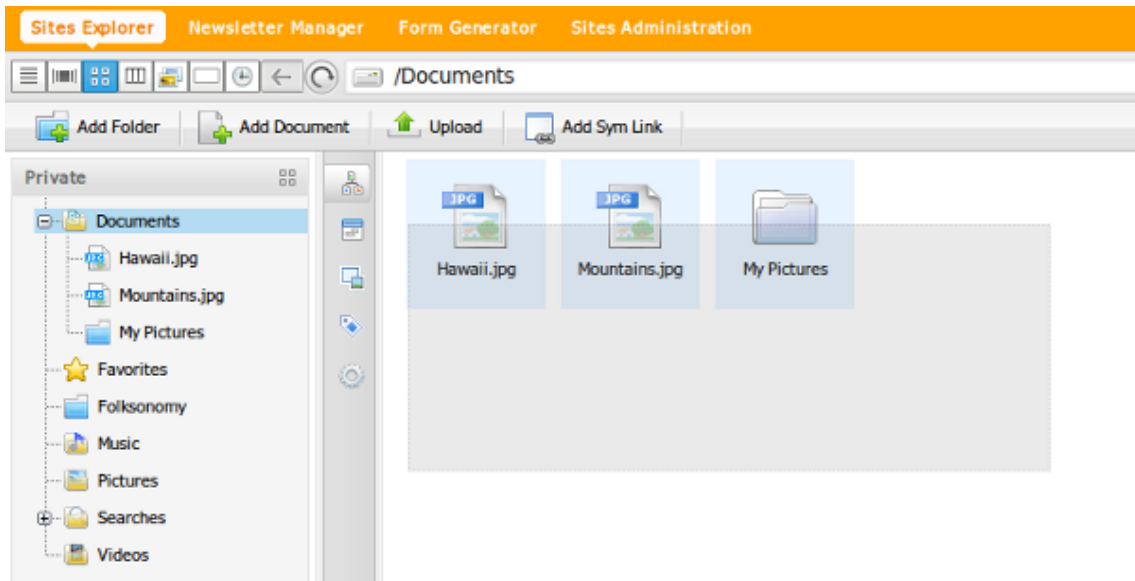 Sites Explorer Newsletter Manager Form Generator Sites Administration
/Documents
Add Folder Add Document Upload Add Sym Link
Private
Documents
Hawaii.jpg
Mountains.jpg
My Pictures
Favorites
Folksonomy
Music
Pictures
Searches
Videos
JPG JPG
Hawaii.jpg Mountains.jpg My Pictures